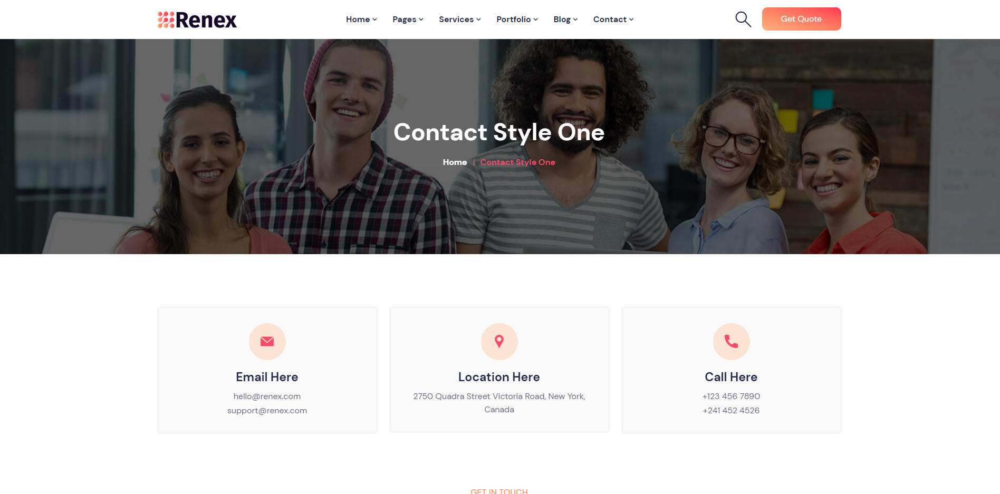 Renex
Home
Pages
Services
Portfolio
Blog
Contact
Get Quote
Contact Style One
Home | Contact Style One
Email Here
hello@renex.com
support@renex.com
Location Here
2750 Quadra Street Victoria Road, New York,
Canada
Call Here
+123 456 7890
+241 452 4526
GET IN TOUCH